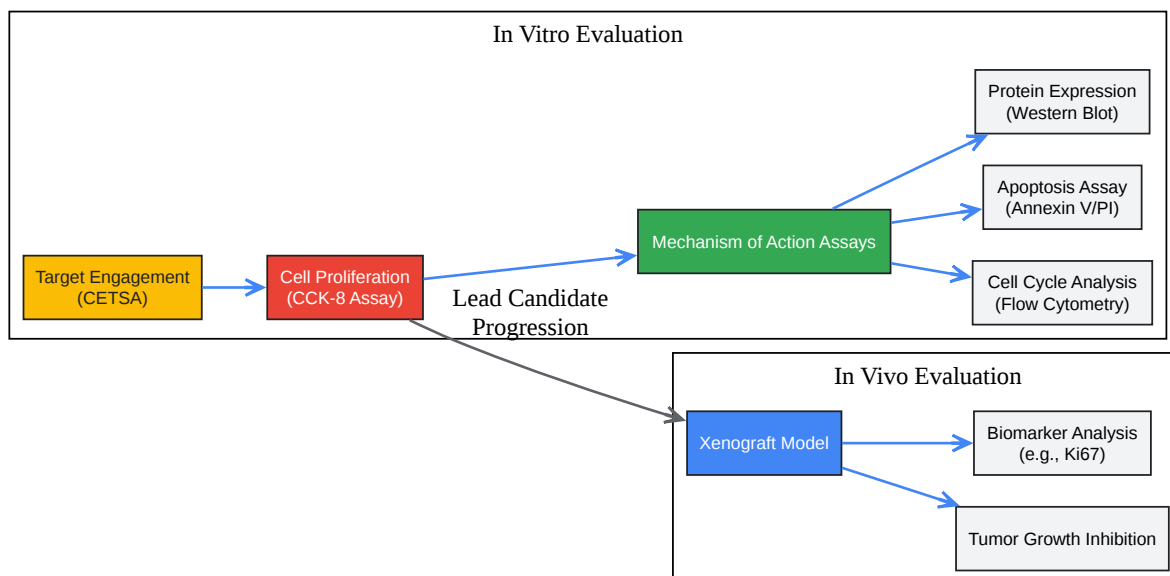 In Vitro Evaluation
Protein Expression
(Western Blot)
Apoptosis Assay
(Annexin V/PI)
Mechanism of Action Assays
Target Engagement
(CETSA)
Cell Proliferation
(CCK-8 Assay)
Cell Cycle Analysis
(Flow Cytometry)
Lead Candidate
Progression
In Vivo Evaluation
Xenograft Model
Biomarker Analysis
(e.g., Ki67)
Tumor Growth Inhibition